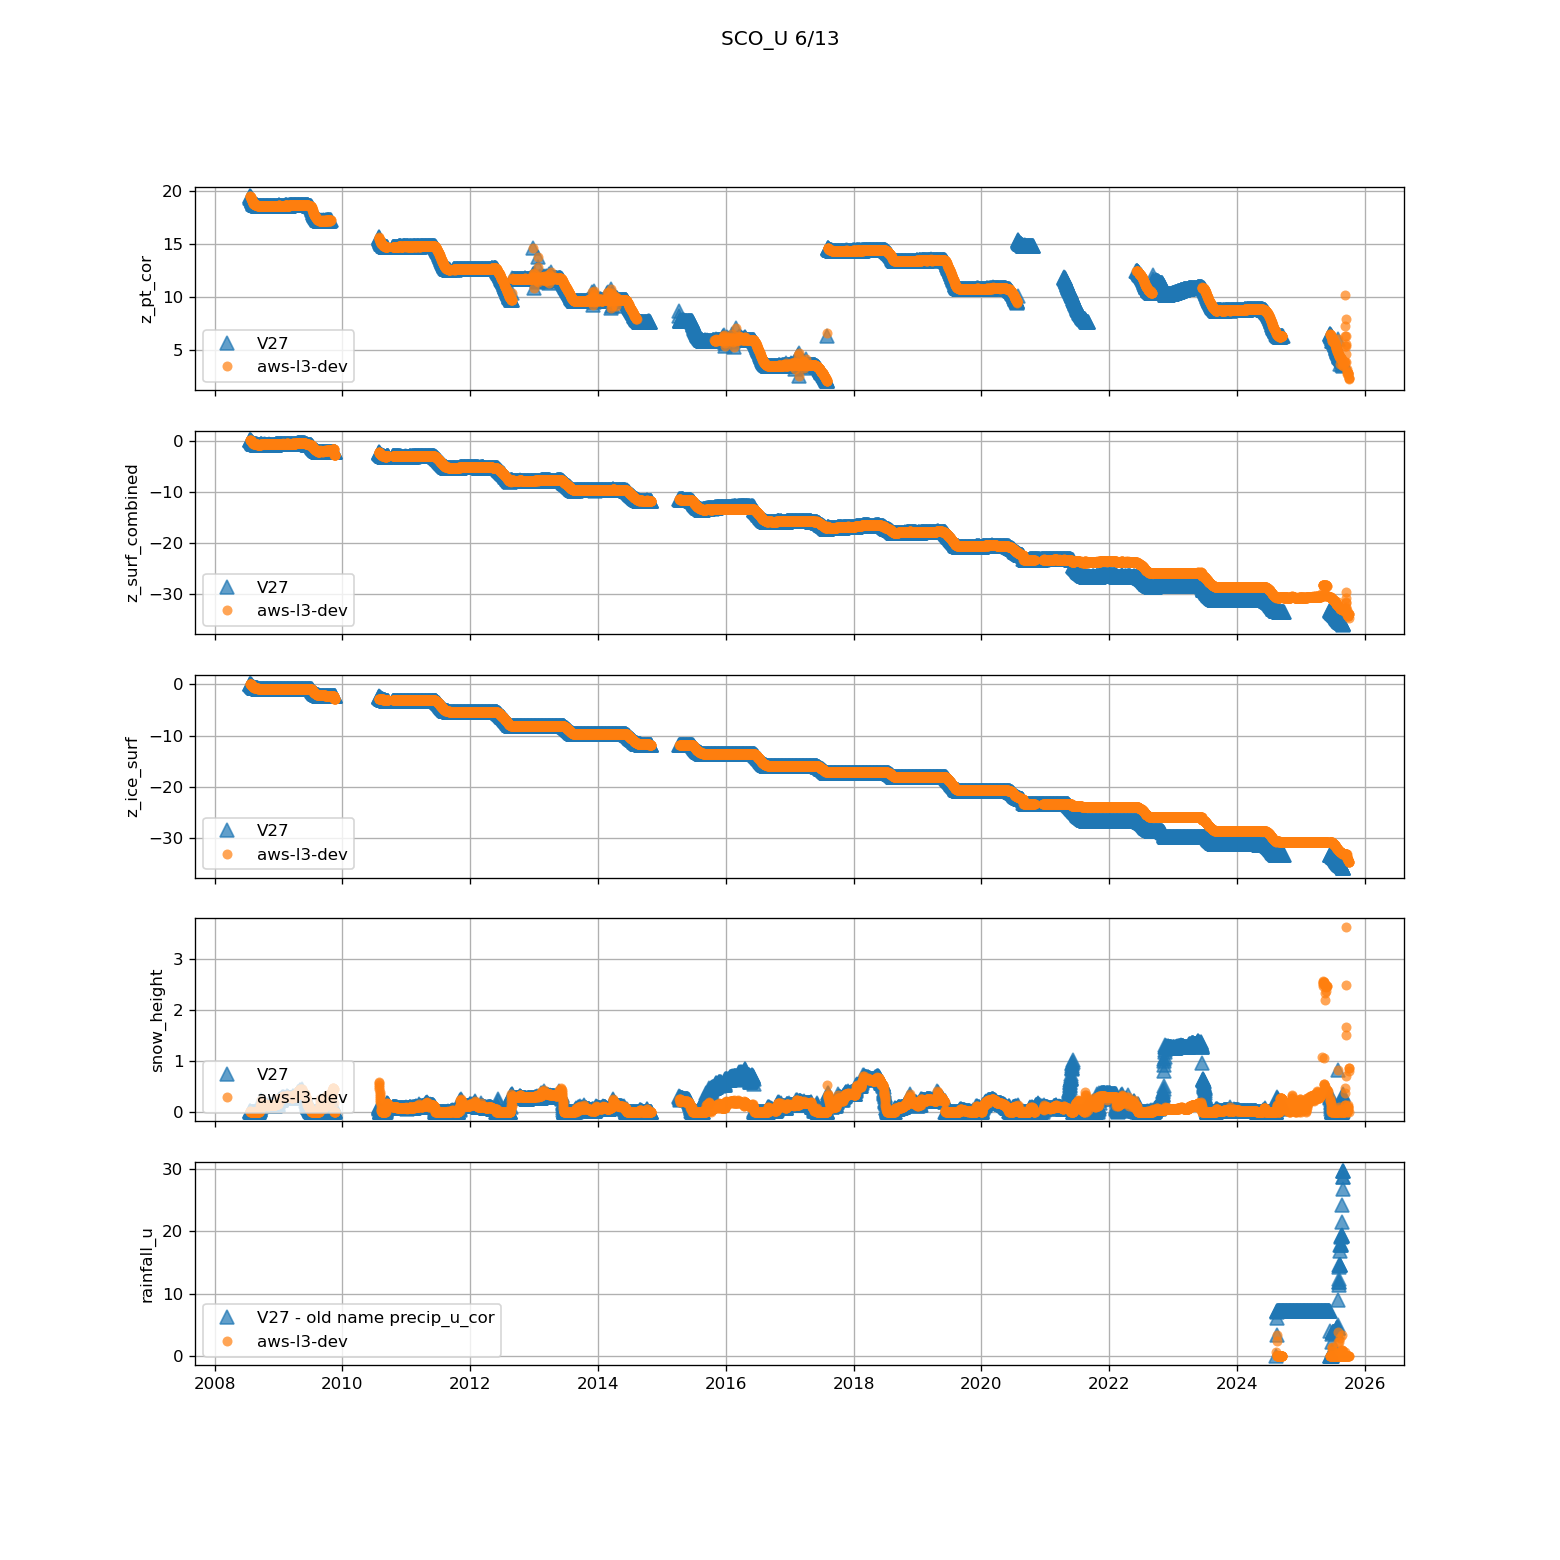 SCO_U 6/13
20
15
10
5
z_pt_cor
V27
aws-l3-dev
0
−10
−20
−30
z_surf_combined
V27
aws-l3-dev
0
−10
−20
−30
z_ice_surf
V27
aws-l3-dev
3
2
1
0
snow_height
V27
aws-l3-dev
30
20
10
0
rainfall_u
V27 - old name precip_u_cor
aws-l3-dev
2008 2010 2012 2014 2016 2018 2020 2022 2024 2026